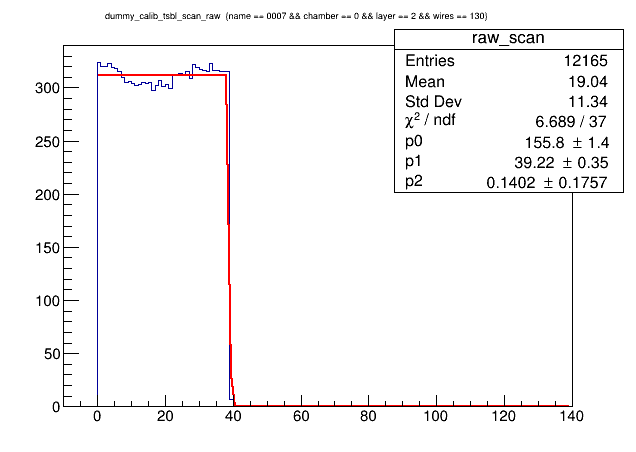 dummy_calib_tsbl_scan_raw (name == 0007 && chamber == 0 && layer == 2 && wires == 130)
raw_scan
Entries 12165
Mean 19.04
Std Dev 11.34
χ² / ndf 6.689 / 37
p0 155.8 ± 1.4
p1 39.22 ± 0.35
p2 0.1402 ± 0.1757
300
250
200
150
100
50
0
0 20 40 60 80 100 120 140